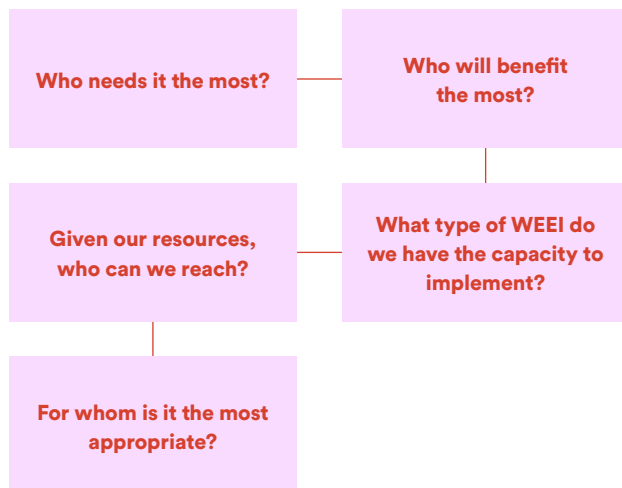 Who needs it the most?
Who will benefit
the most?
What type of WEEI do
we have the capacity to
implement?
Given our resources,
who can we reach?
For whom is it the most
appropriate?